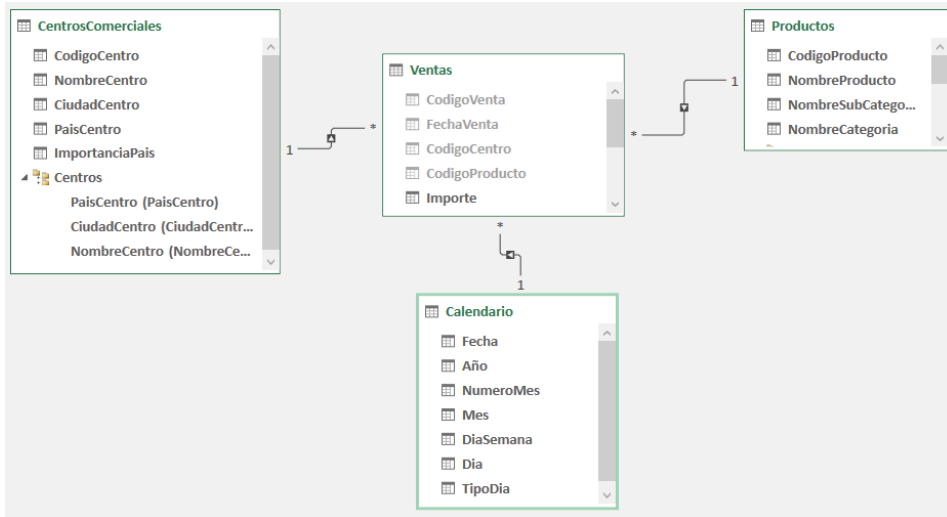 CentrosComerciales
CodigoCentro
NombreCentro
CiudadCentro
PaisCentro
ImportanciaPais
Centros
PaisCentro (PaisCentro)
CiudadCentro (CiudadCentr...
NombreCentro (NombreCe...
1
*
Ventas
CodigoVenta
FechaVenta
CodigoCentro
CodigoProducto
Importe
*
1
Productos
CodigoProducto
NombreProducto
NombreSubCatego...
NombreCategoria
*
1
Calendario
Fecha
Año
NumeroMes
Mes
DiaSemana
Dia
TipoDia